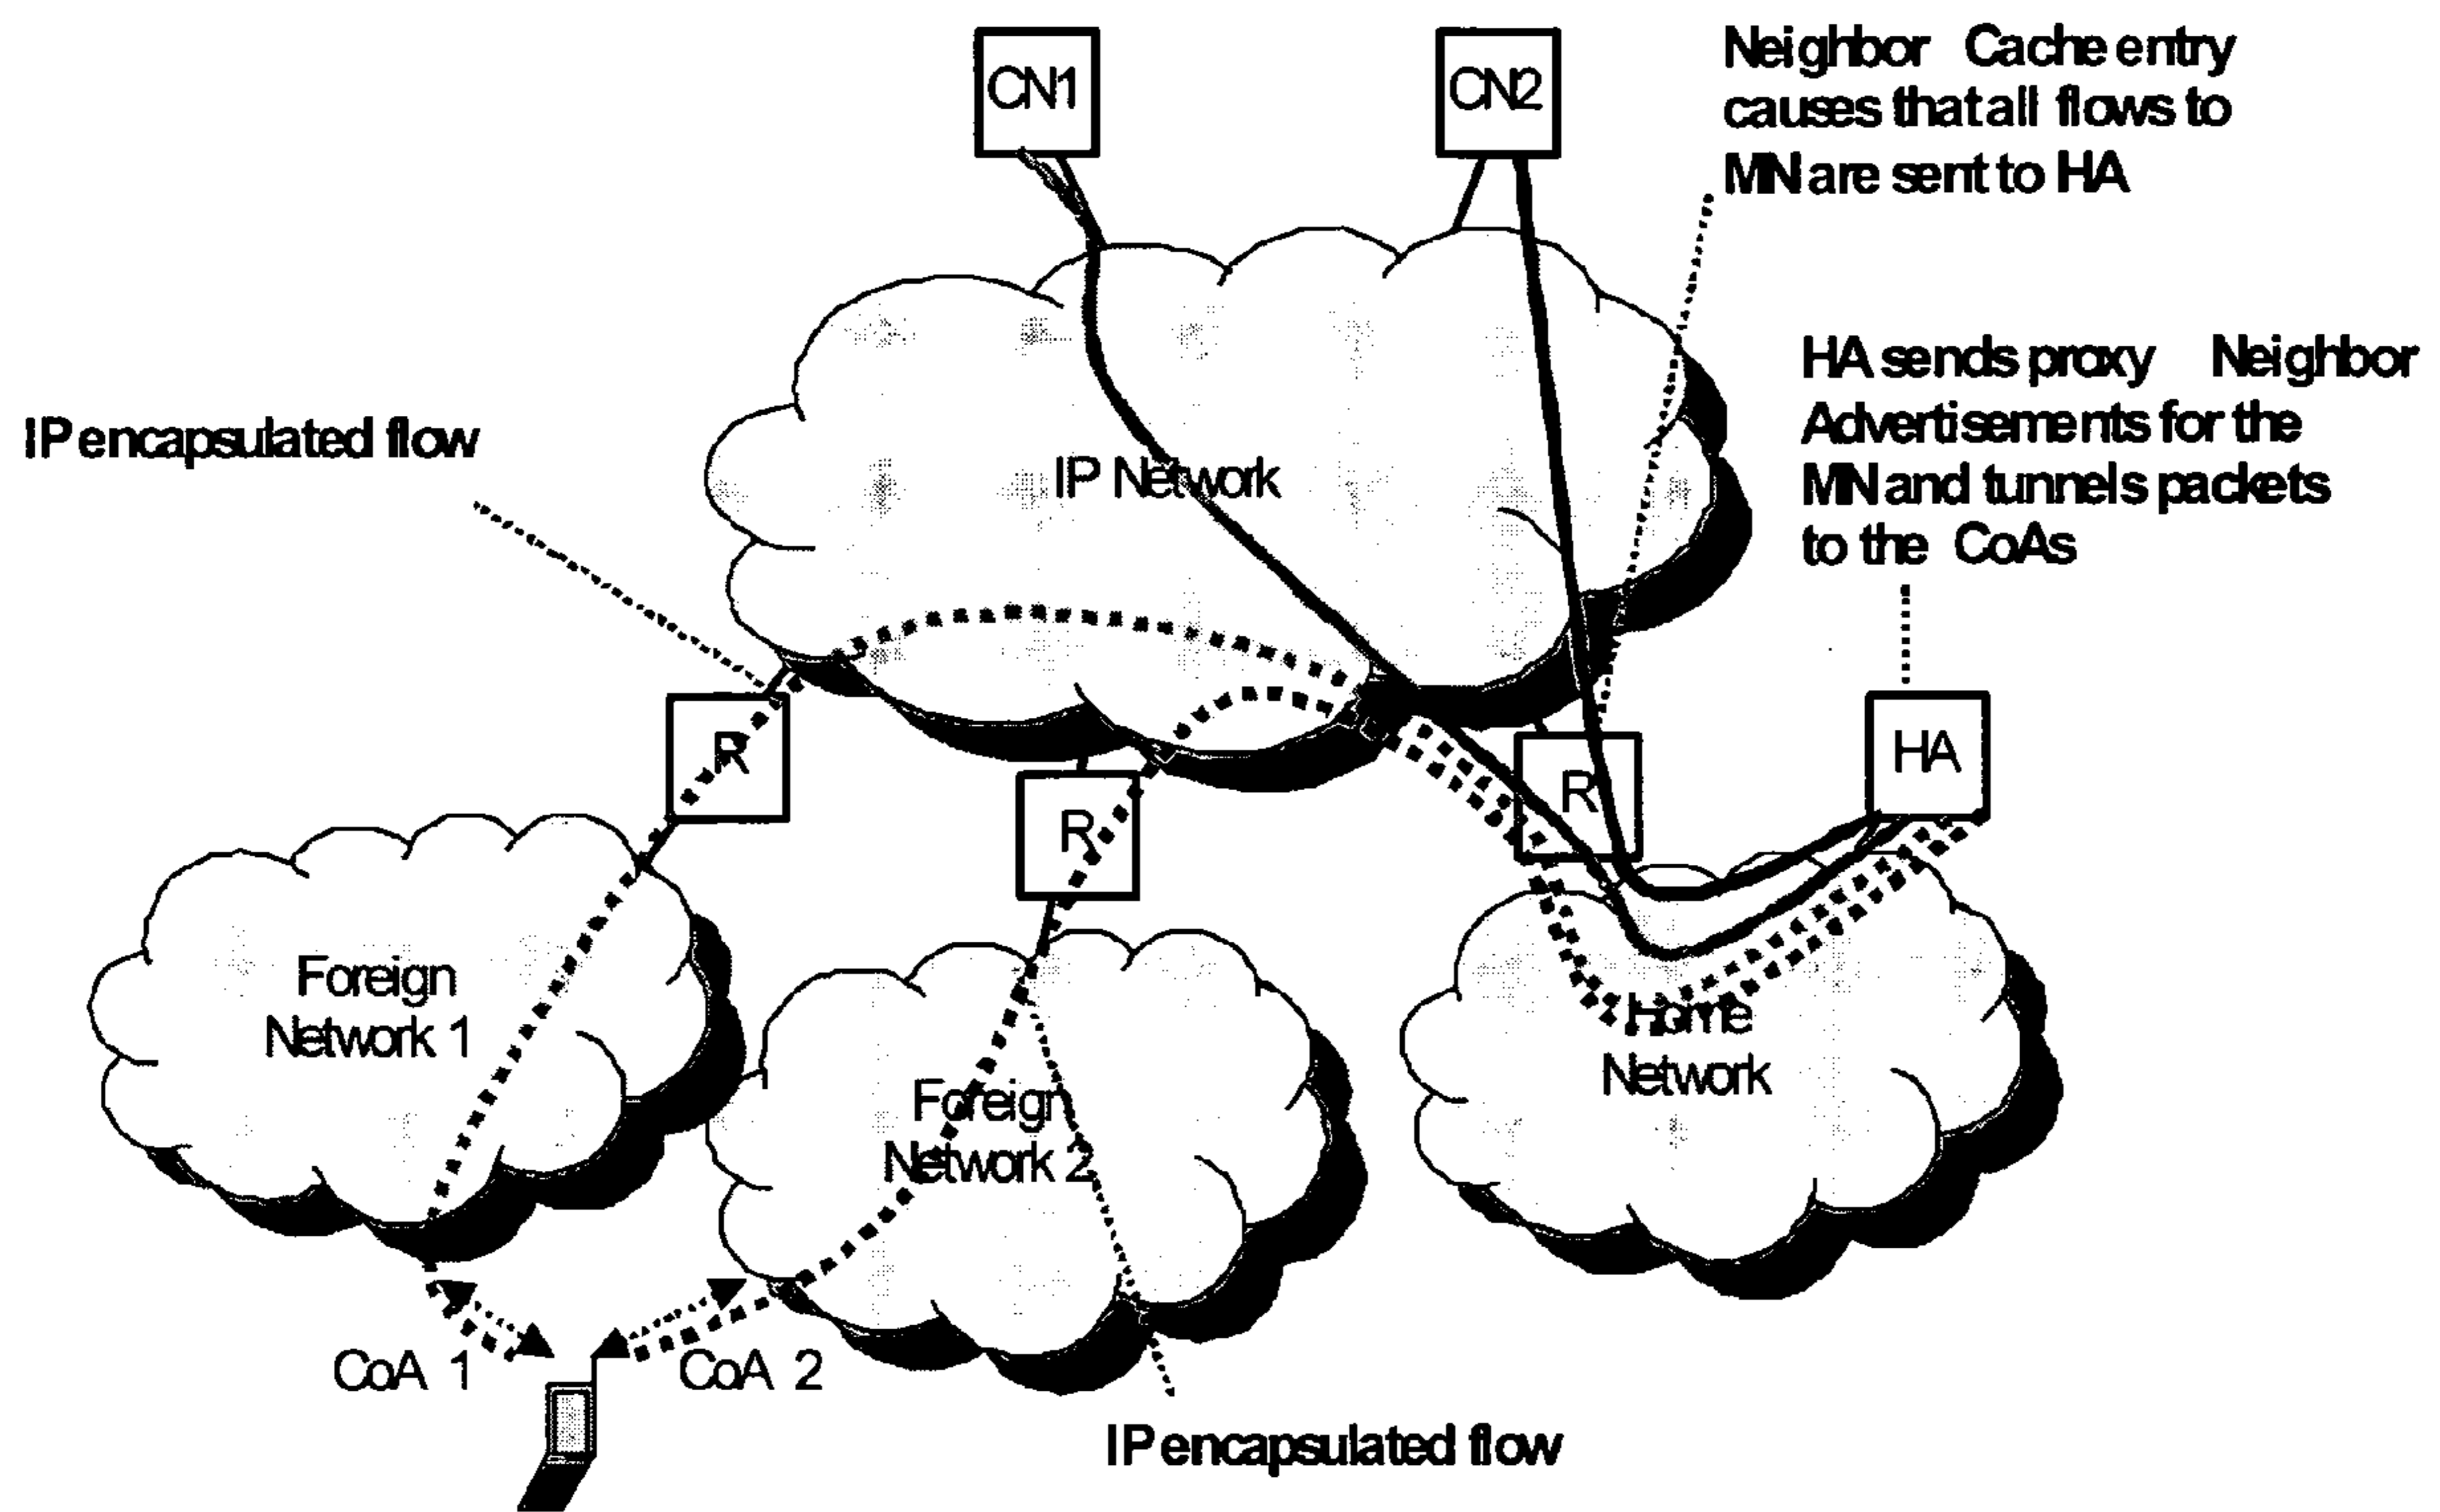 CN1
CN2
Neighbor Cache entry
causes that all flows to
MN are sent to HA
HA sends proxy Neighbor
Advertisements for the
MN and tunnels packets
to the CoAs
IP encapsulated flow
IP Network
R
R
R
HA
Foreign
Network 1
Foreign
Network 2
Home
Network
CoA 1
CoA 2
IP encapsulated flow